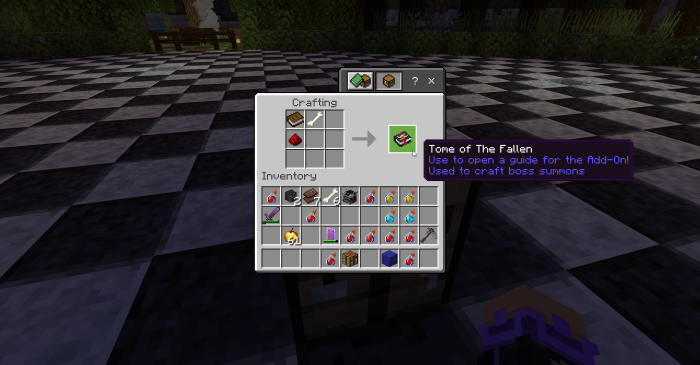 ? ×
Crafting
Tome of The Fallen
Use to open a guide for the Add-On!
Used to craft boss summons
Inventory